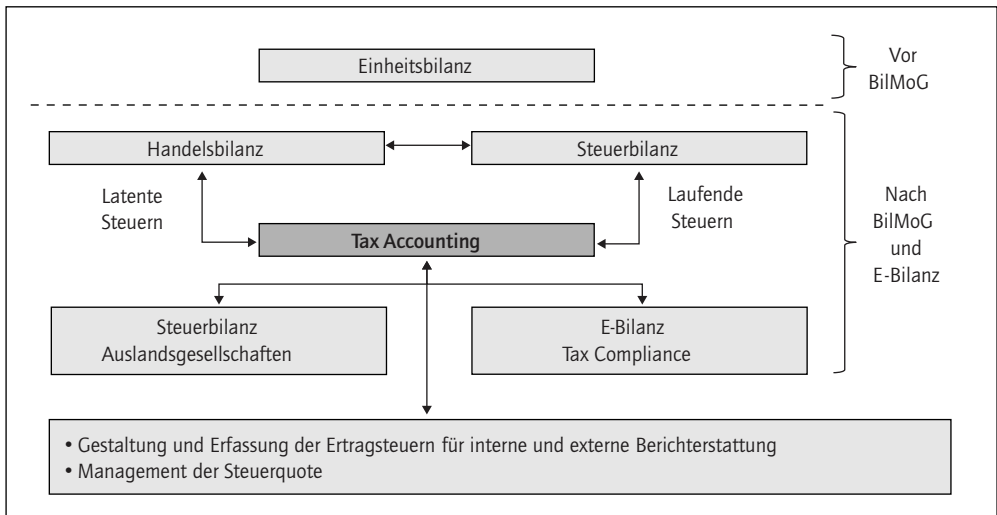 Einheitsbilanz
Vor
BilMoG
Handelsbilanz
Steuerbilanz
Latente
Steuern
Laufende
Steuern
Tax Accounting
Nach
BilMoG
und
E-Bilanz
Steuerbilanz
Auslandsgesellschaften
E-Bilanz
Tax Compliance
• Gestaltung und Erfassung der Ertragsteuern für interne und externe Berichterstattung
• Management der Steuerquote